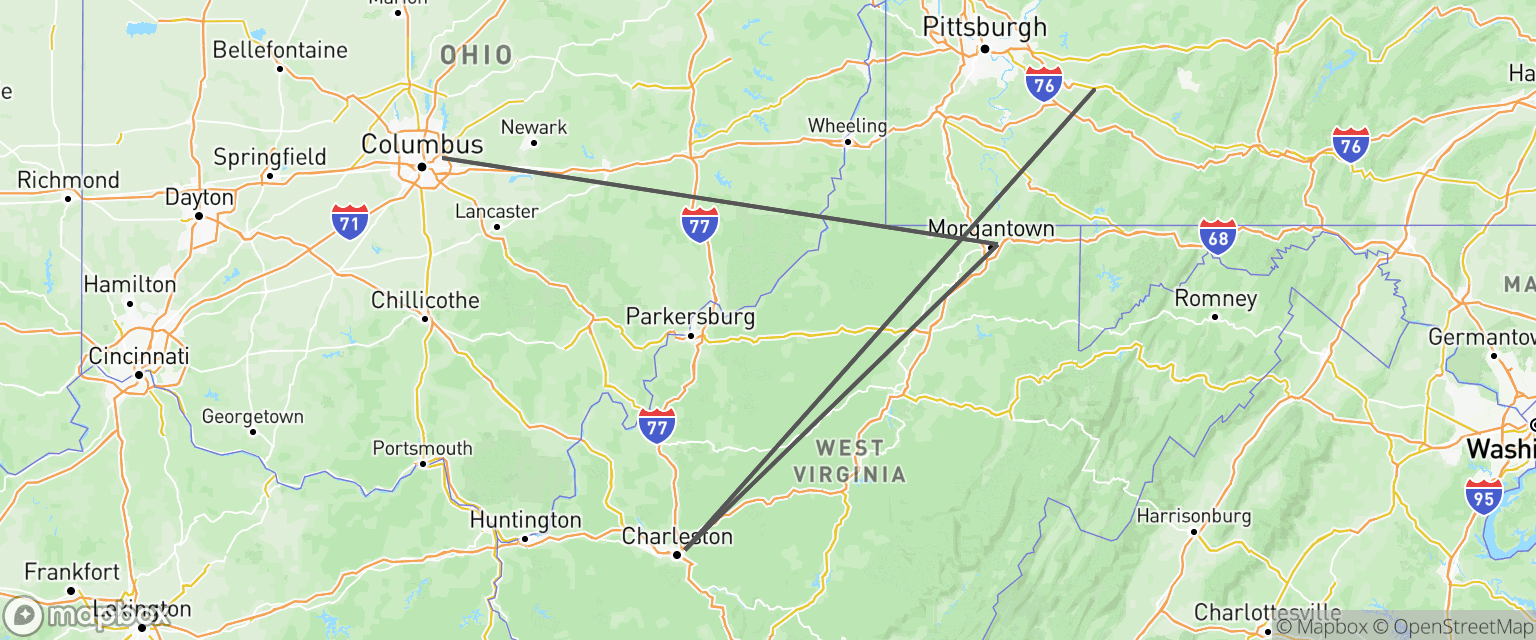 Marion
Pittsburgh
Bellefontaine
OHIO
Ha
76
e
Newark
Wheeling
Columbus
76
Springfield
Richmond
Dayton
Lancaster
71
77
Morgantown
68
Hamilton
MA
Chillicothe
Romney
Parkersburg
Germantow
Cincinnati
Georgetown
77
Portsmouth
WEST
VIRGINIA
Washi
95
Huntington
Harrisonburg
Charleston
Frankfort
Lexington
mapbox
Charlottesville
© Mapbox © OpenStreetMap